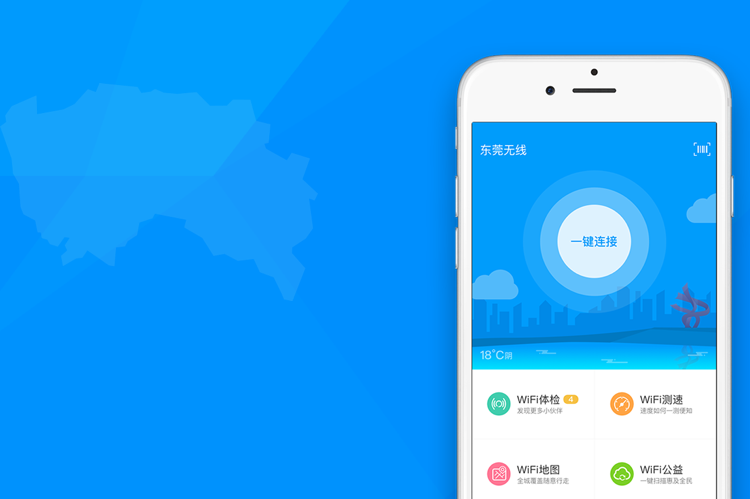 东莞无线
一键连接
18°C阴
WiFi体检 4
发现更多小伙伴
WiFi测速
速度如何一测便知
WiFi地图
全城覆盖随意行走
WiFi公益
一键扫描惠及全民